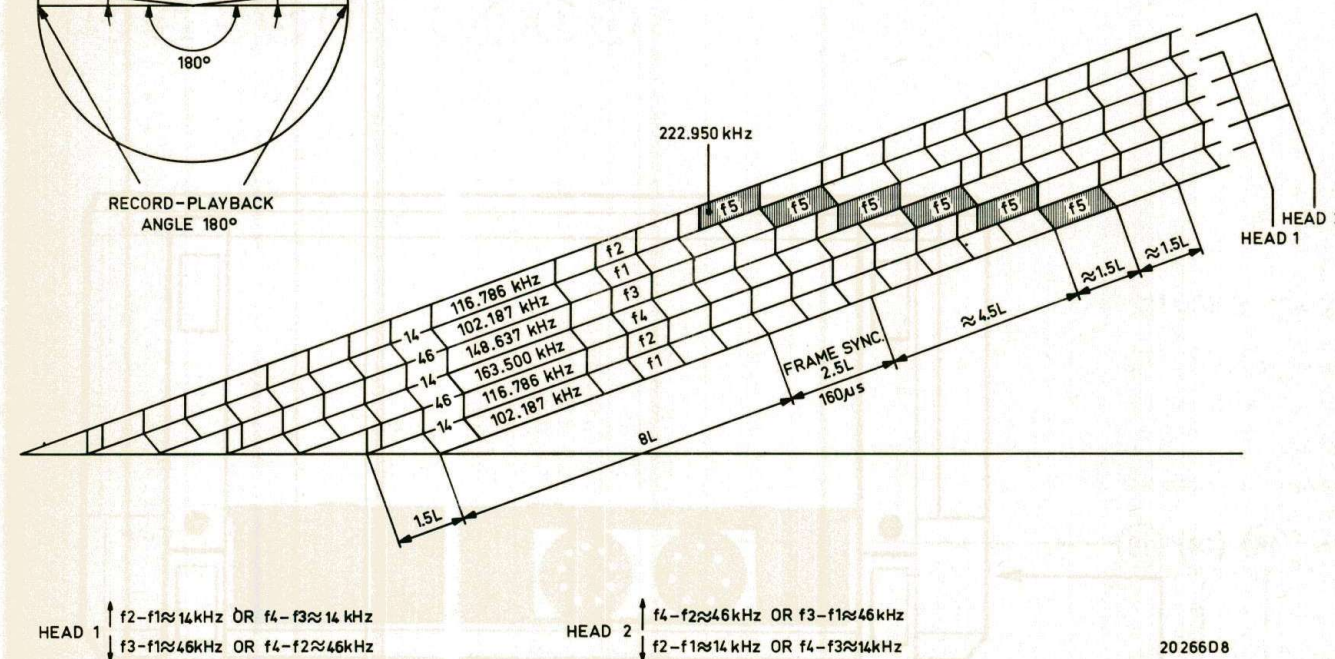 180°
RECORD-PLAYBACK
ANGLE 180°
222.950 kHz
f5 f5 f5 f5 f5 f5
HEAD
HEAD 1
f2
f1
f3
f4
f2
f1
14 116.786 kHz
46 102.187 kHz
14 148.637 kHz
46 163.500 kHz
14 116.786 kHz
102.187 kHz
≈1.5L
≈1.5L
≈4.5L
FRAME SYNC.
2.5L
160µs
8L
1.5L
HEAD 1 f2-f1≈14kHz OR f4-f3≈14 kHz
f3-f1≈46kHz OR f4-f2≈46kHz
HEAD 2 f4-f2≈46kHz OR f3-f1≈46kHz
f2-f1≈14kHz OR f4-f3≈14kHz
20266D8